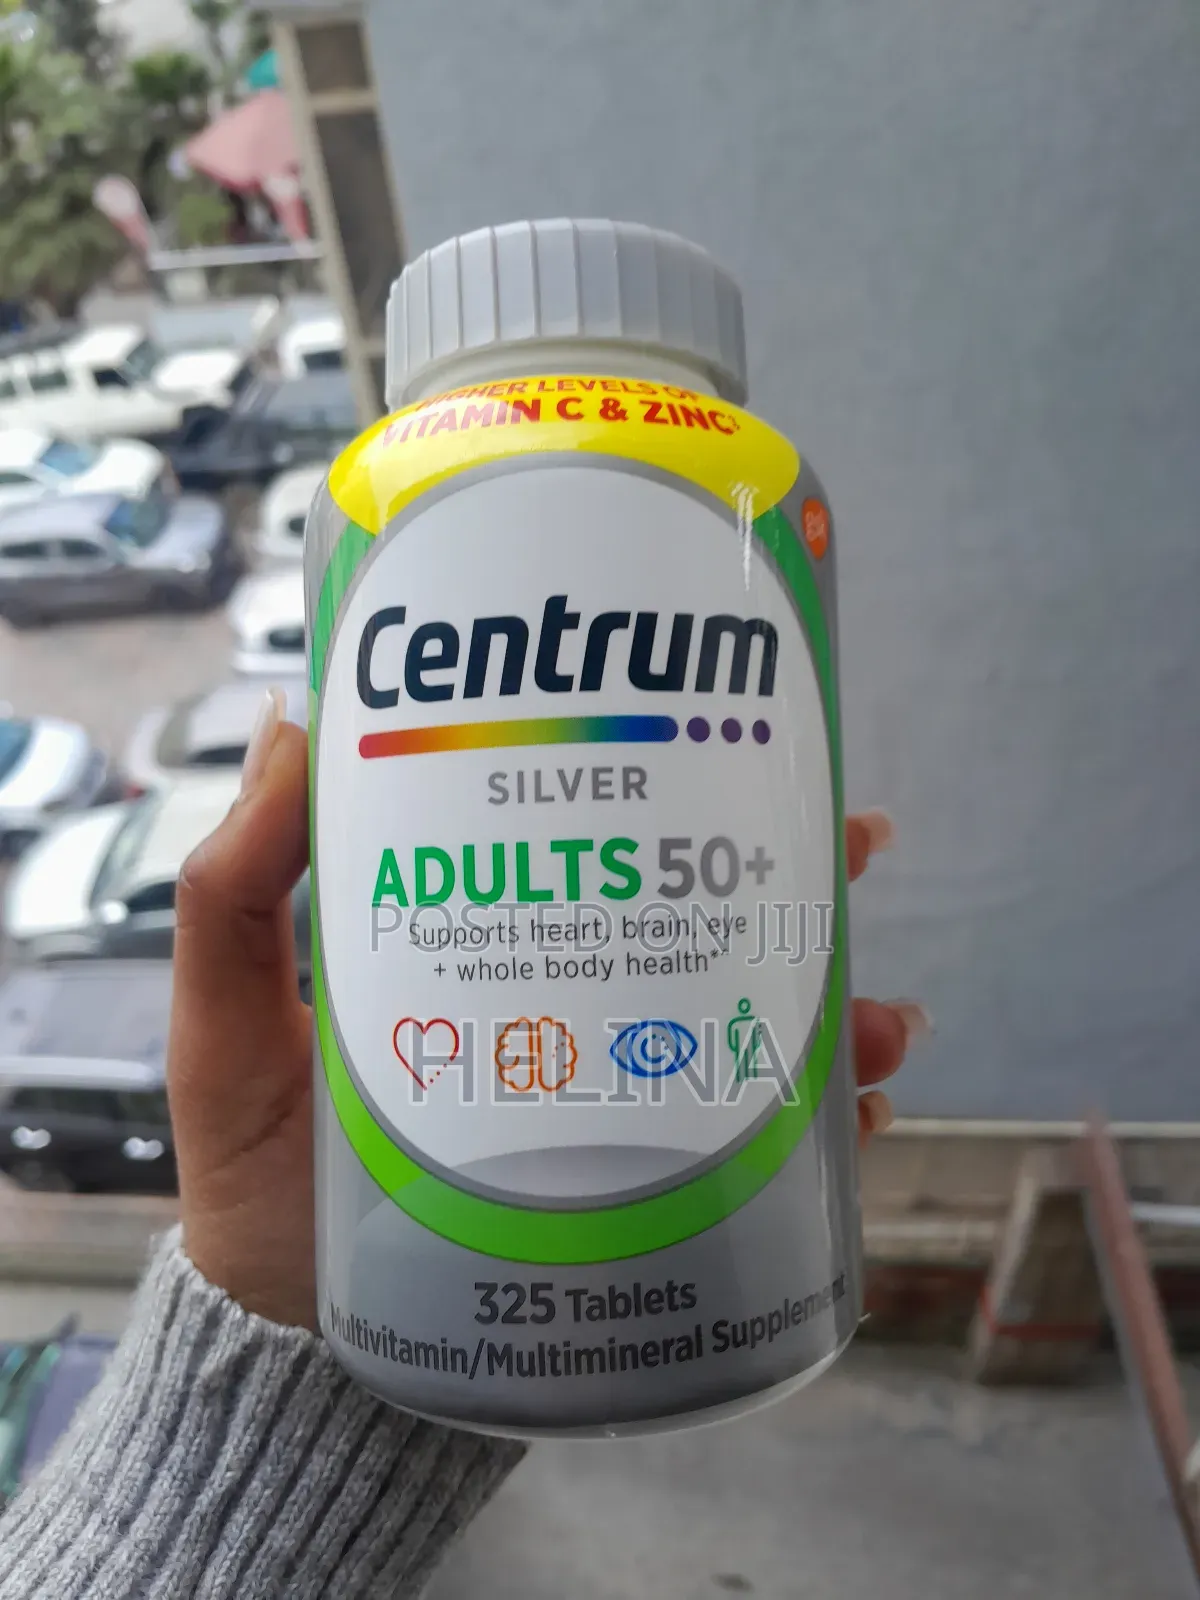 HIGHER LEVELS OF
VITAMIN C & ZINC‡
Centrum
SILVER
ADULTS 50+
POSTED ON JIJI
Supports heart, brain, eye
+ whole body health*^
HELINA
325 Tablets
Multivitamin/Multimineral Supplement